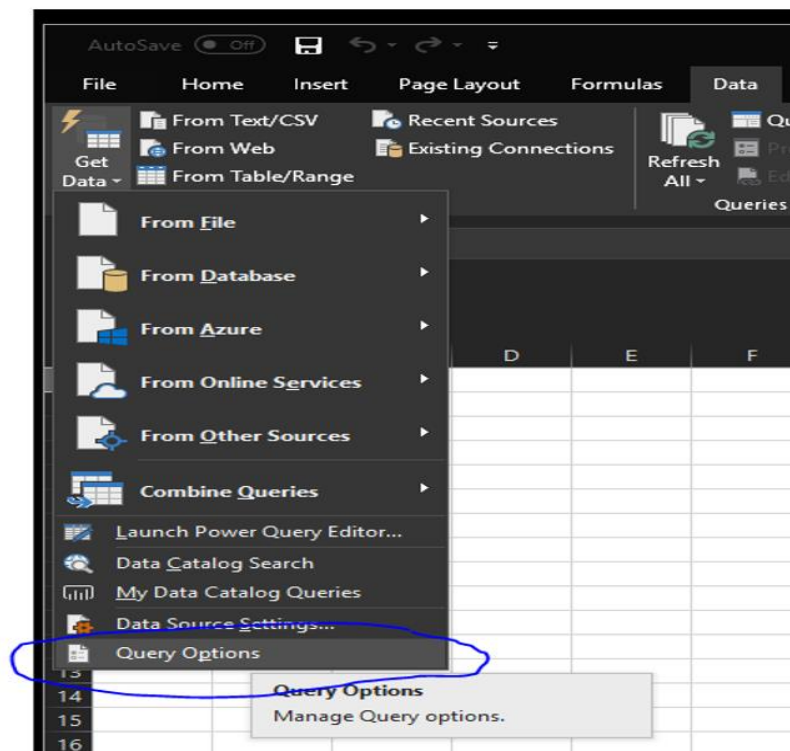 AutoSave Off
File Home Insert Page Layout Formulas Data
From Text/CSV Recent Sources
From Web Existing Connections
From Table/Range
Get
Data
Refresh
All
Queries
From File
From Database
From Azure
From Online Services
From Other Sources
Combine Queries
Launch Power Query Editor...
Data Catalog Search
My Data Catalog Queries
Data Source Settings...
Query Options
D E F
13
14
15
16
Query Options
Manage Query options.